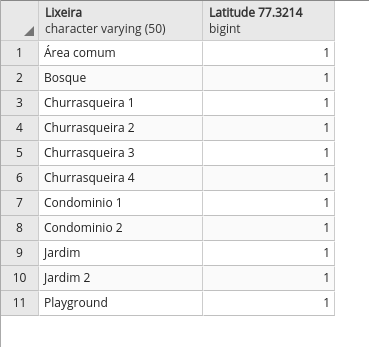 Lixeira Latitude 77.3214
character varying (50) bigint
1 Área comum 1
2 Bosque 1
3 Churrasqueira 1 1
4 Churrasqueira 2 1
5 Churrasqueira 3 1
6 Churrasqueira 4 1
7 Condominio 1 1
8 Condominio 2 1
9 Jardim 1
10 Jardim 2 1
11 Playground 1